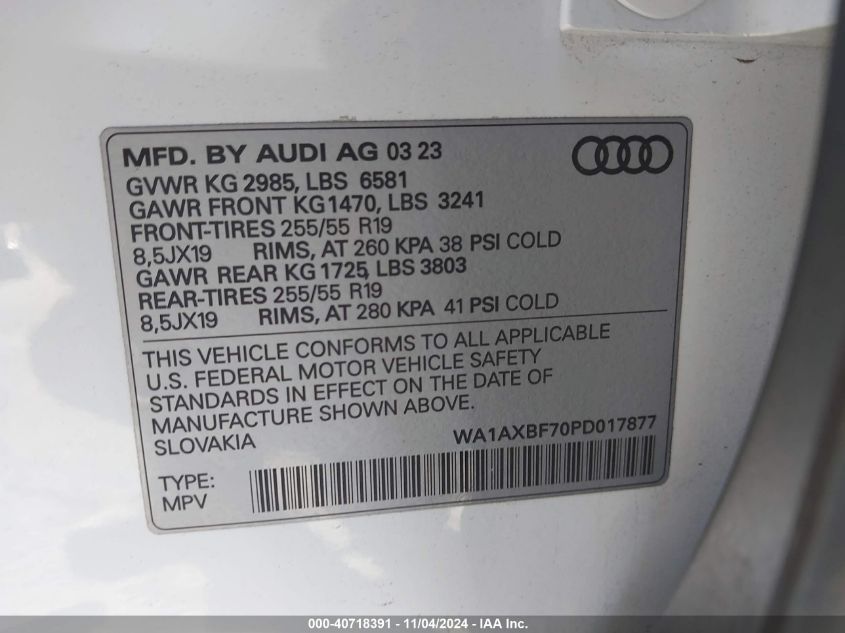 MFD. BY AUDI AG 03 23
GVWR KG 2985, LBS 6581
GAWR FRONT KG1470, LBS 3241
FRONT-TIRES 255/55 R19
8,5JX19 RIMS, AT 260 KPA 38 PSI COLD
GAWR REAR KG 1725, LBS 3803
REAR-TIRES 255/55 R19
8,5JX19 RIMS, AT 280 KPA 41 PSI COLD
THIS VEHICLE CONFORMS TO ALL APPLICABLE
U.S. FEDERAL MOTOR VEHICLE SAFETY
STANDARDS IN EFFECT ON THE DATE OF
MANUFACTURE SHOWN ABOVE.
SLOVAKIA WA1AXBF70PD017877
TYPE:
MPV
000-40718391 - 11/04/2024 - IAA Inc.